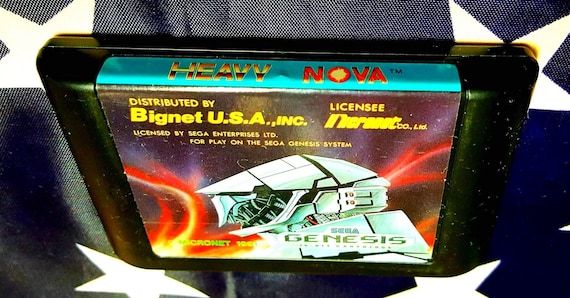 HEAVY NOVA™
DISTRIBUTED BY
Bignet U.S.A., INC.
LICENSEE
Micronet CO., Ltd.
LICENSED BY SEGA ENTERPRISES LTD.
FOR PLAY ON THE SEGA GENESIS SYSTEM
SEGA
GENESIS
MICRONET